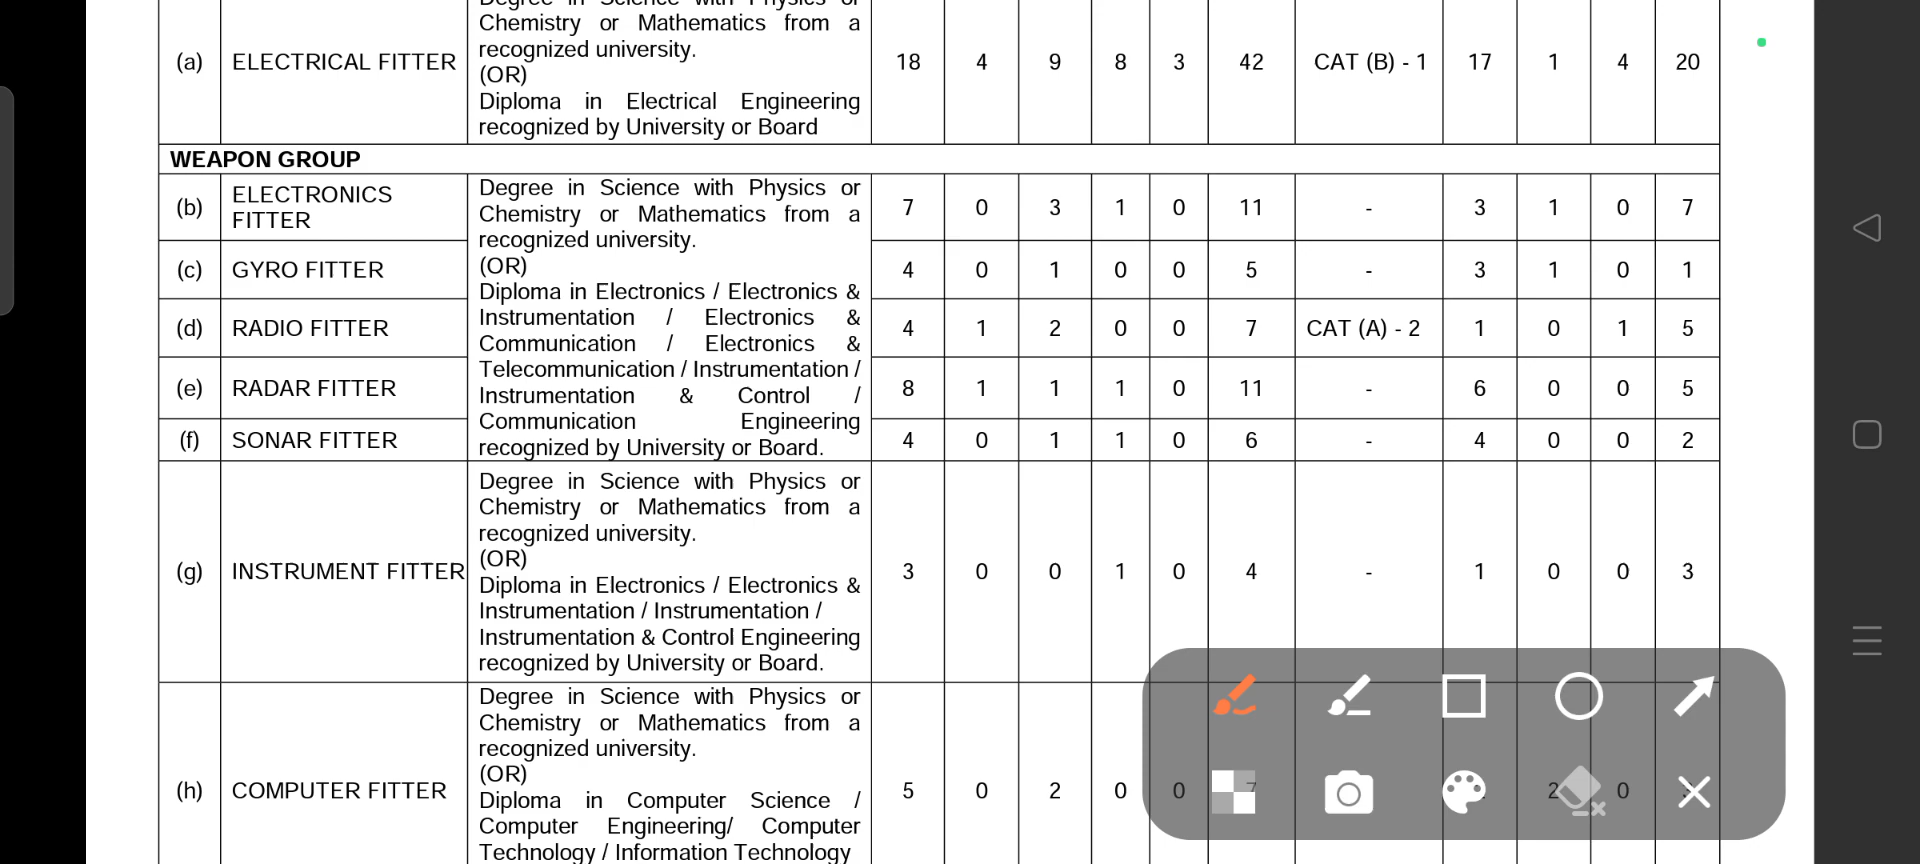 Degree in Science with Physics or
Chemistry or Mathematics from a
recognized university.
(OR)
Diploma in Electrical Engineering
recognized by University or Board
(a) ELECTRICAL FITTER 18 4 9 8 3 42 CAT (B) - 1 17 1 4 20
WEAPON GROUP
Degree in Science with Physics or
Chemistry or Mathematics from a
recognized university.
(OR)
Diploma in Electronics / Electronics &
Instrumentation / Electronics &
Communication / Electronics &
Telecommunication / Instrumentation /
Instrumentation & Control /
Communication Engineering
recognized by University or Board.
(b) ELECTRONICS
FITTER 7 0 3 1 0 11 - 3 1 0 7
(c) GYRO FITTER 4 0 1 0 0 5 - 3 1 0 1
(d) RADIO FITTER 4 1 2 0 0 7 CAT (A) - 2 1 0 1 5
(e) RADAR FITTER 8 1 1 1 0 11 - 6 0 0 5
(f) SONAR FITTER 4 0 1 1 0 6 - 4 0 0 2
Degree in Science with Physics or
Chemistry or Mathematics from a
recognized university.
(OR)
Diploma in Electronics / Electronics &
Instrumentation / Instrumentation /
Instrumentation & Control Engineering
recognized by University or Board.
(g) INSTRUMENT FITTER 3 0 0 1 0 4 - 1 0 0 3
Degree in Science with Physics or
Chemistry or Mathematics from a
recognized university.
(OR)
Diploma in Computer Science /
Computer Engineering/ Computer
Technology / Information Technology
(h) COMPUTER FITTER 5 0 2 0 0 7 2 0